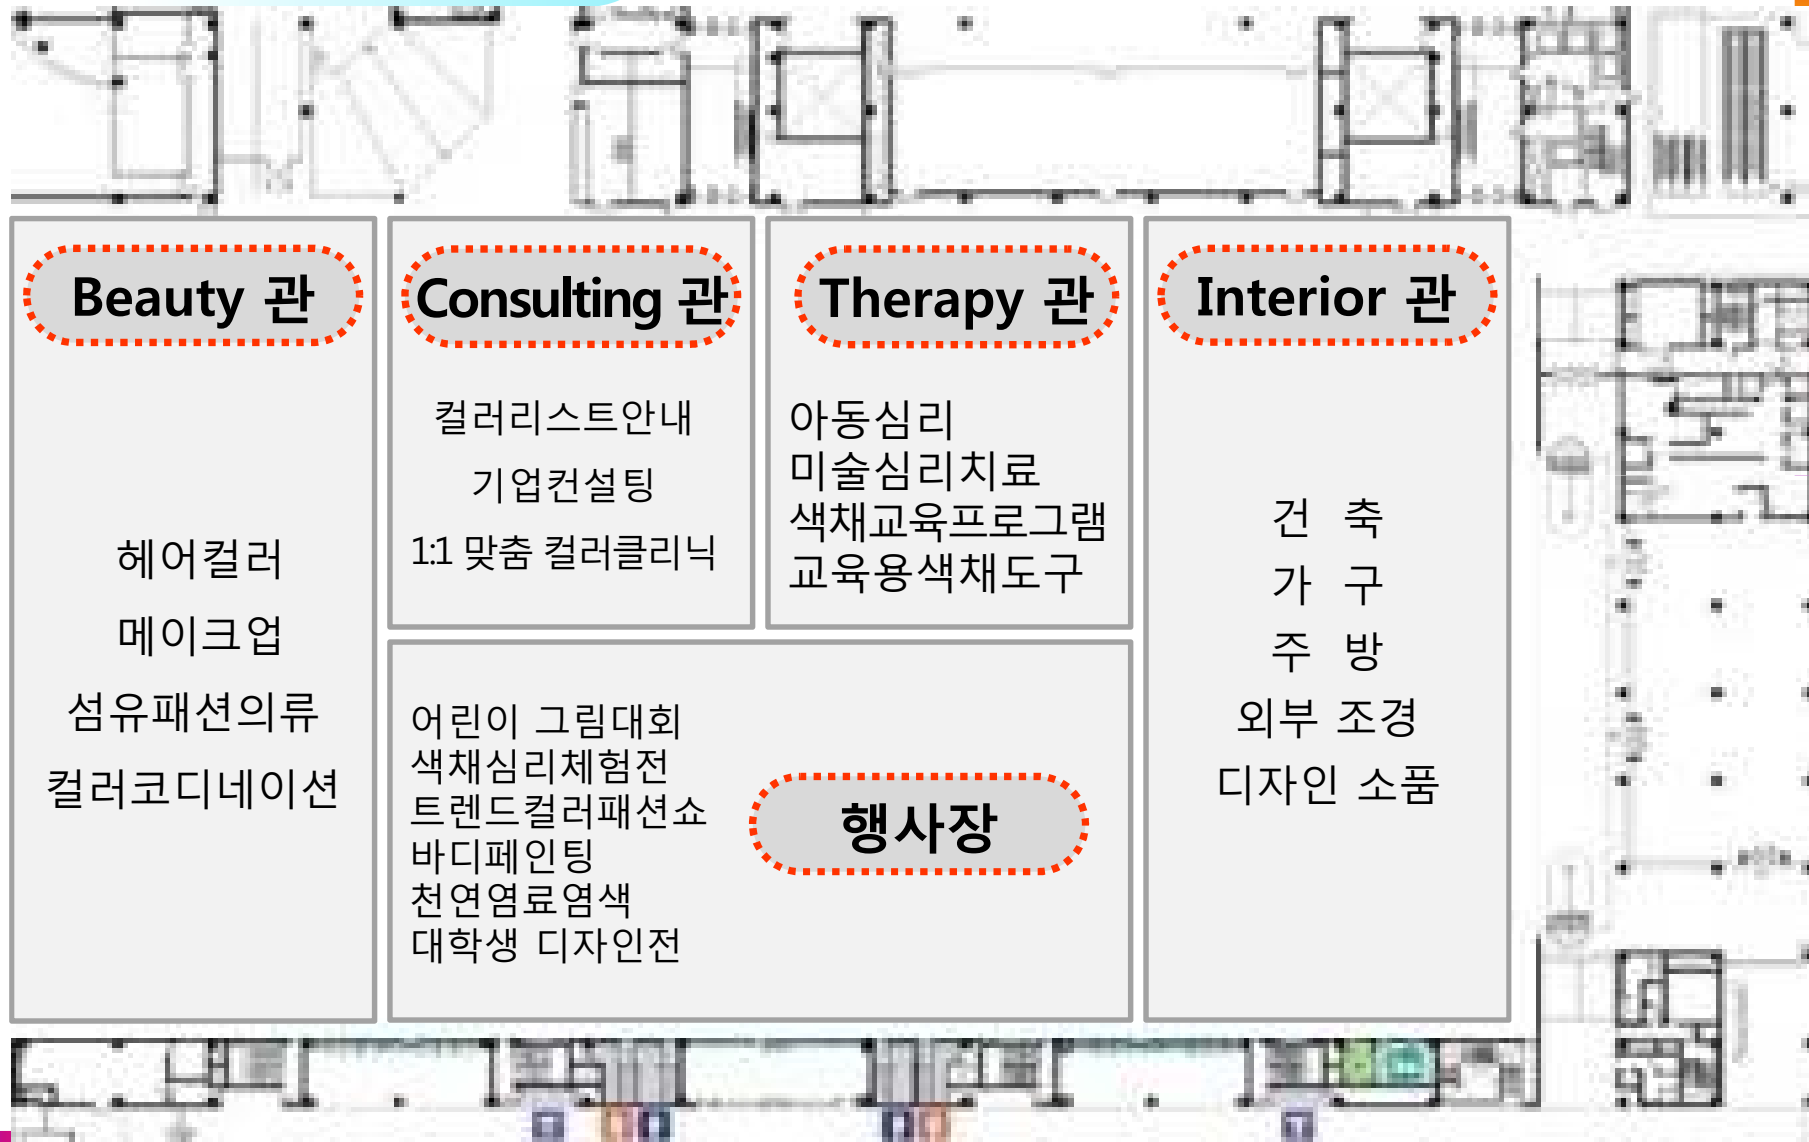 Beauty 관
헤어컬러
메이크업
섬유패션의류
컬러코디네이션
Consulting 관
컬러리스트안내
기업컨설팅
1:1 맞춤 컬러클리닉
Therapy 관
아동심리
미술심리치료
색채교육프로그램
교육용색채도구
Interior 관
건 축
가 구
주 방
외부 조경
디자인 소품
어린이 그림대회
색채심리체험전
트렌드컬러패션쇼
바디페인팅
천연염료염색
대학생 디자인전
행사장